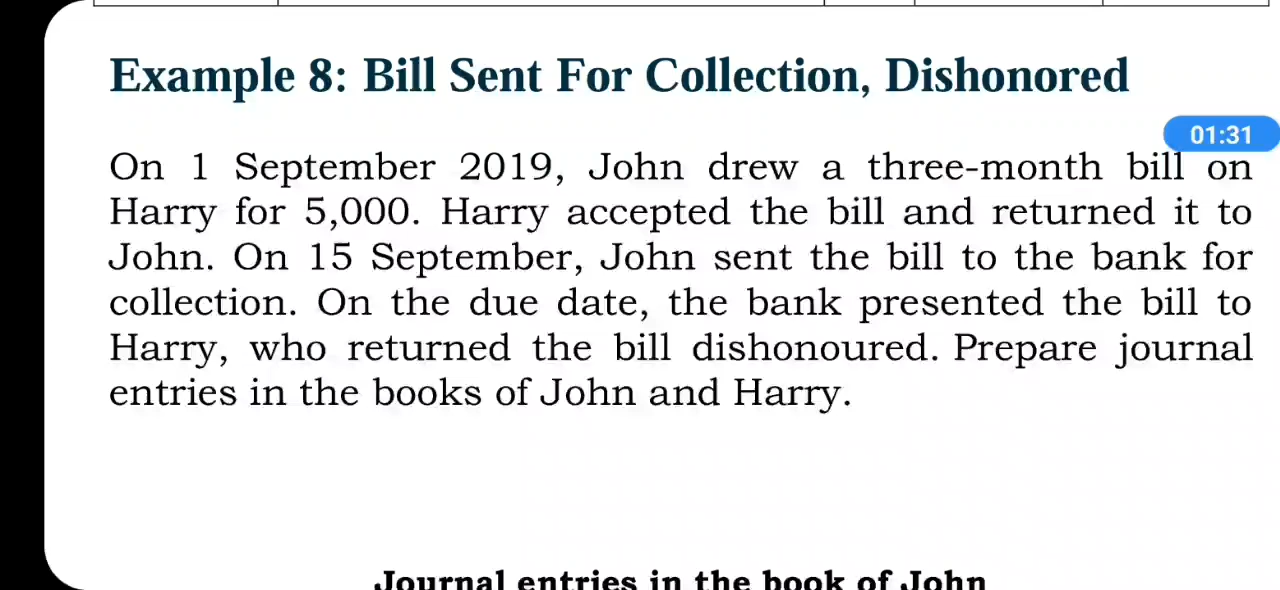 Example 8: Bill Sent For Collection, Dishonored
01:31
On 1 September 2019, John drew a three-month bill on
Harry for 5,000. Harry accepted the bill and returned it to
John. On 15 September, John sent the bill to the bank for
collection. On the due date, the bank presented the bill to
Harry, who returned the bill dishonoured. Prepare journal
entries in the books of John and Harry.
Journal entries in the book of John